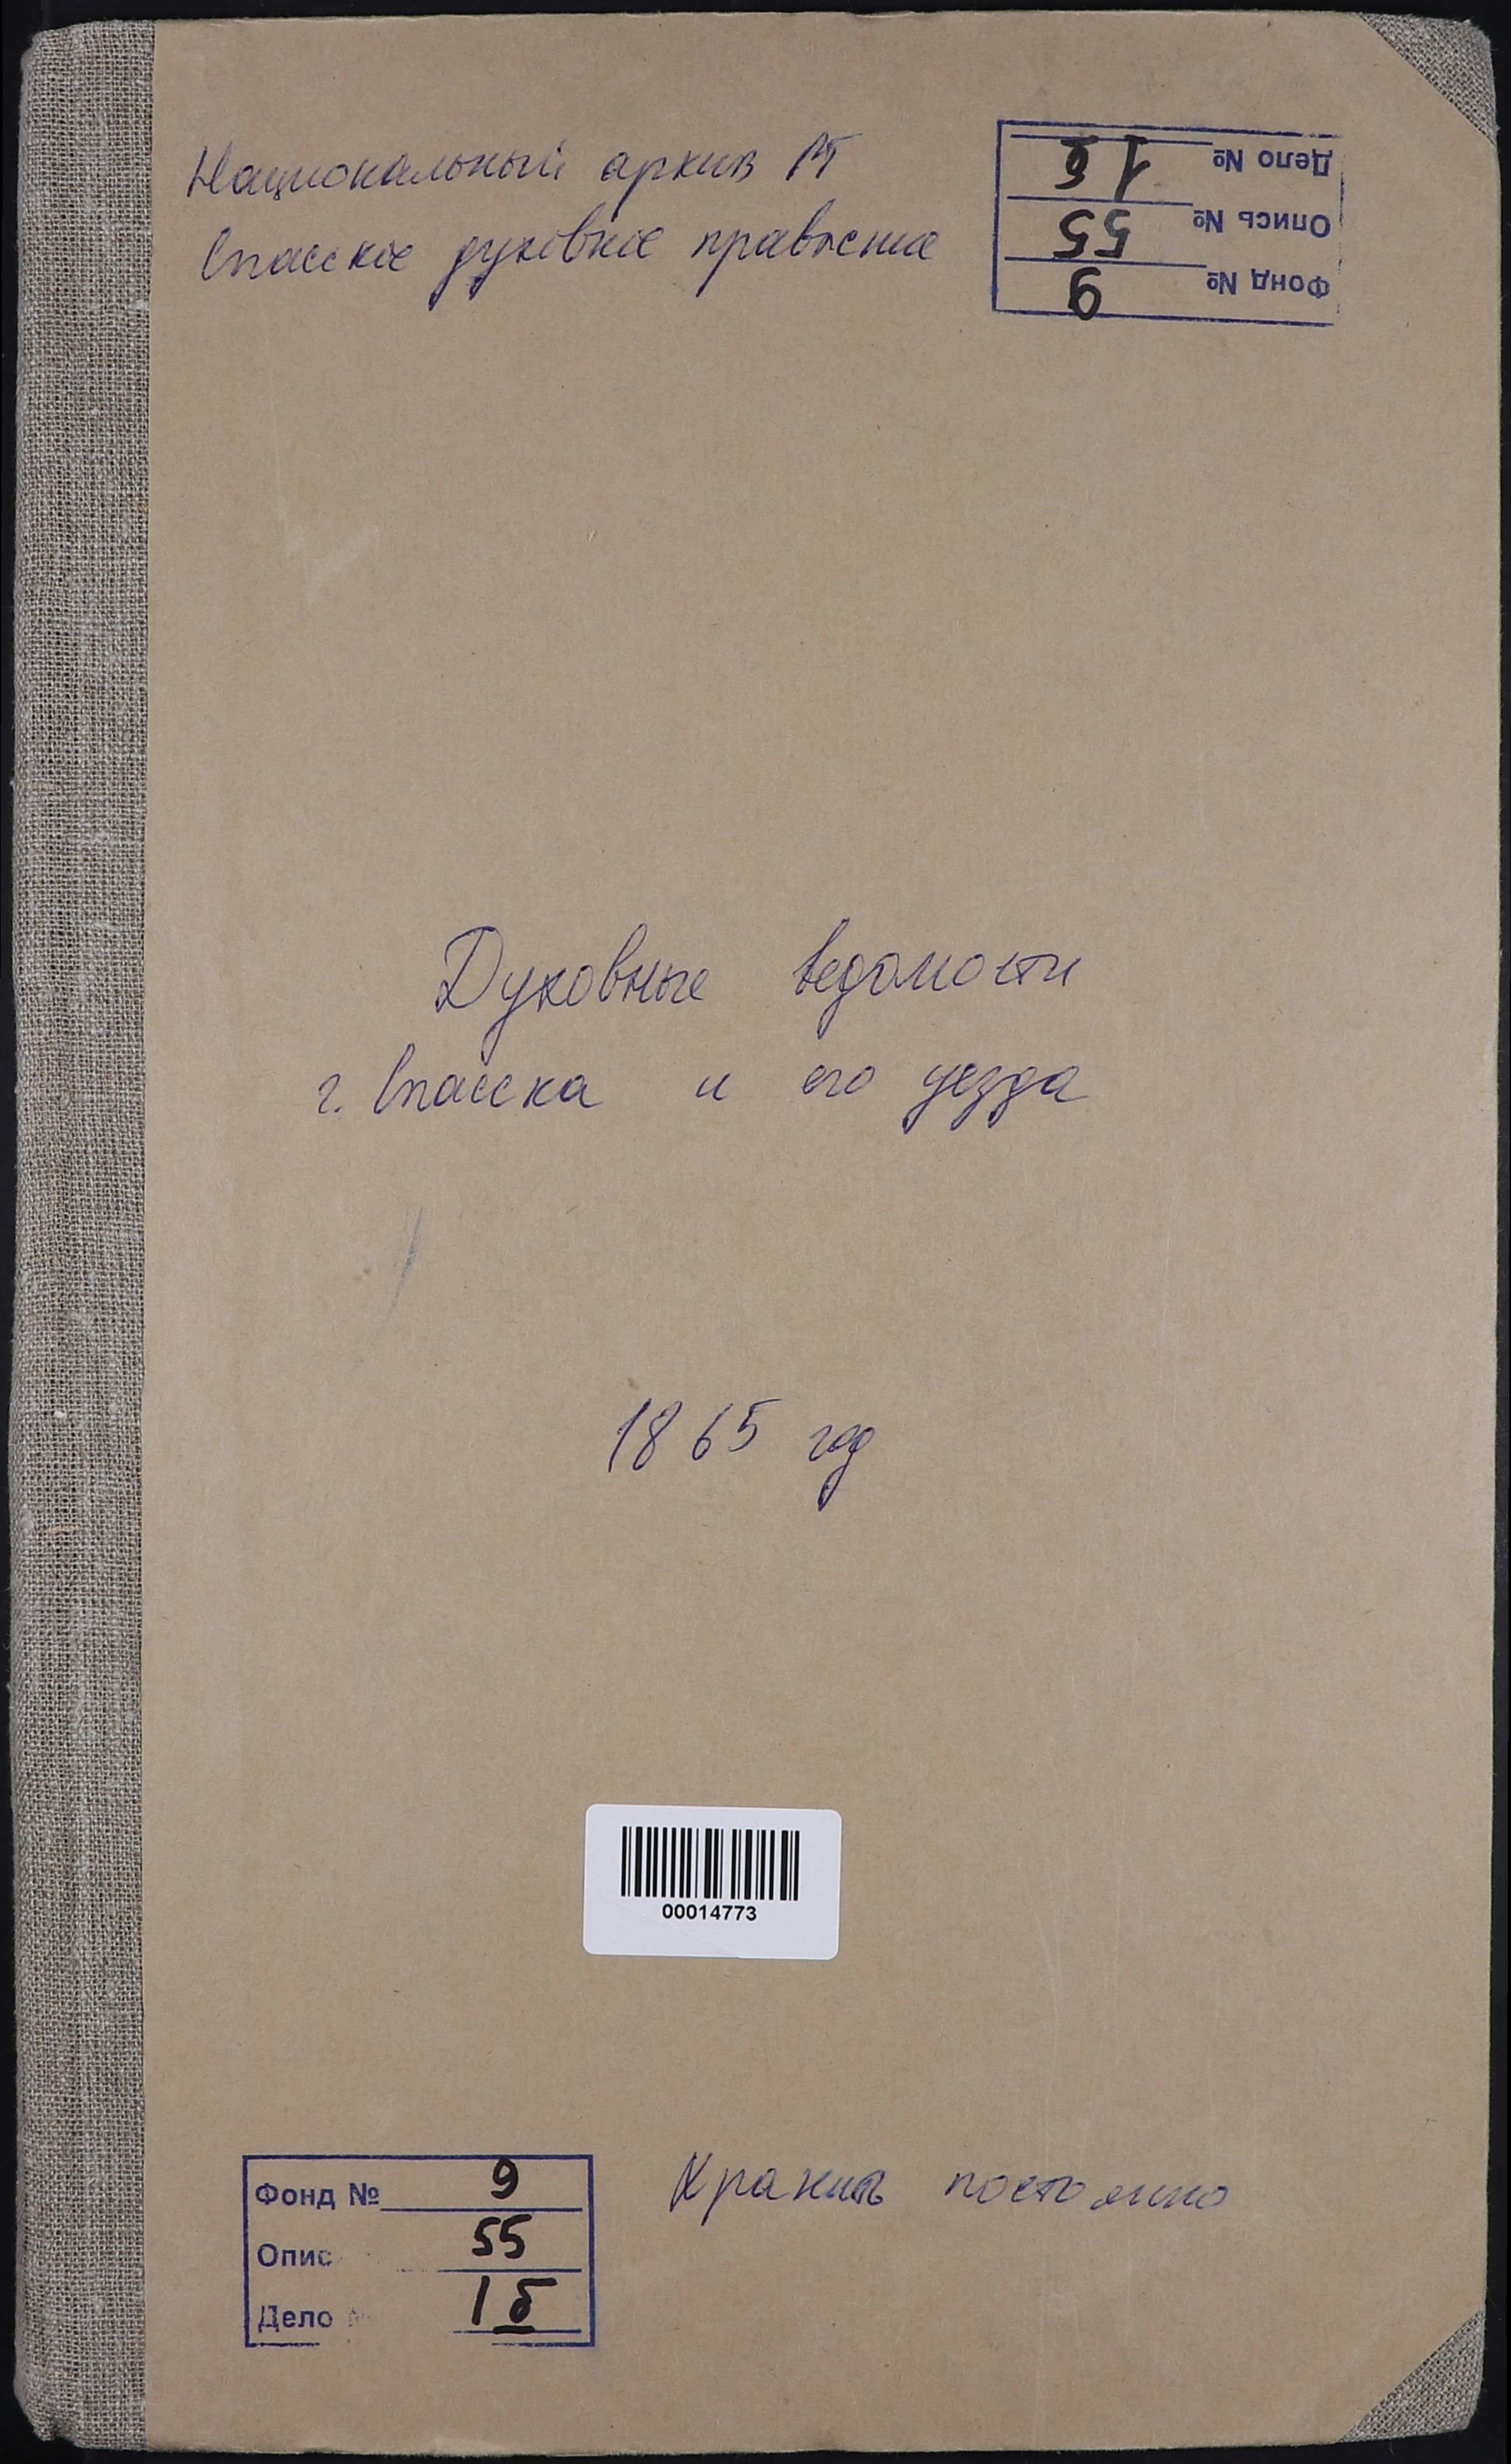 Национальный архив РТ
Спасское духовное правление
Дело № 1б
Опись № 55
Фонд № 9
Духовные ведомости
г. Спасска и его уезда
1865 год
00014773
Фонд № 9
Опис 55
Дело № 1б
Хранить постоянно